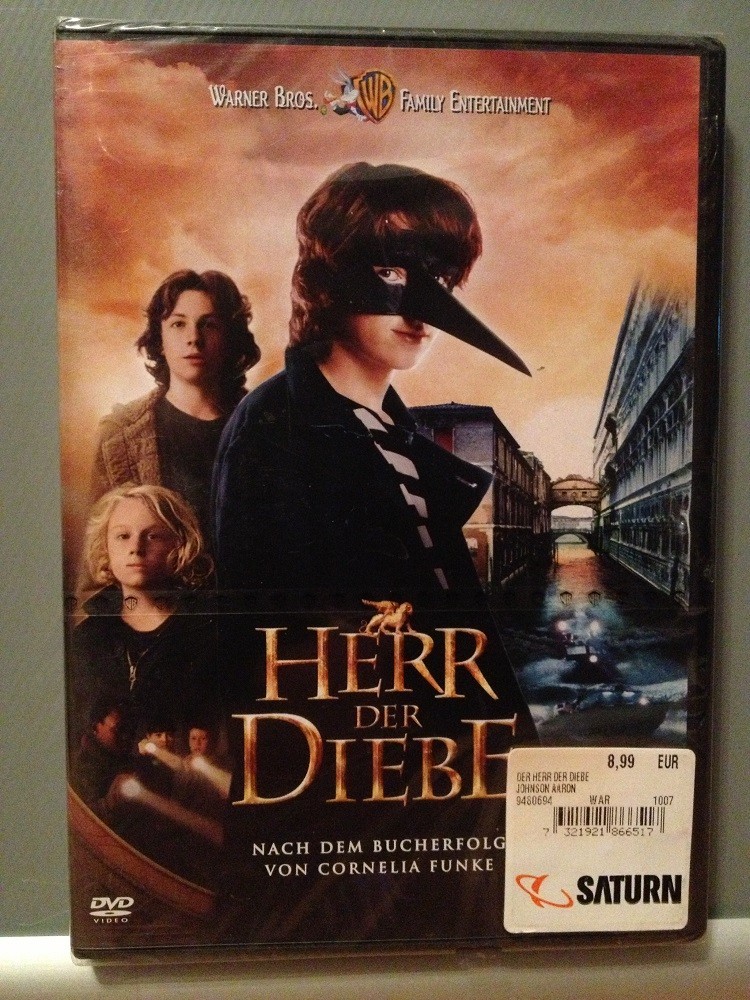 WARNER BROS. WB FAMILY ENTERTAINMENT
HERR
DER
DIEBE
NACH DEM BUCHERFOLG
VON CORNELIA FUNKE
DVD
VIDEO
8,99 EUR
DER HERR DER DIEBE
JOHNSON AARON
9480694 WAR 1007
7 321921 866517
SATURN